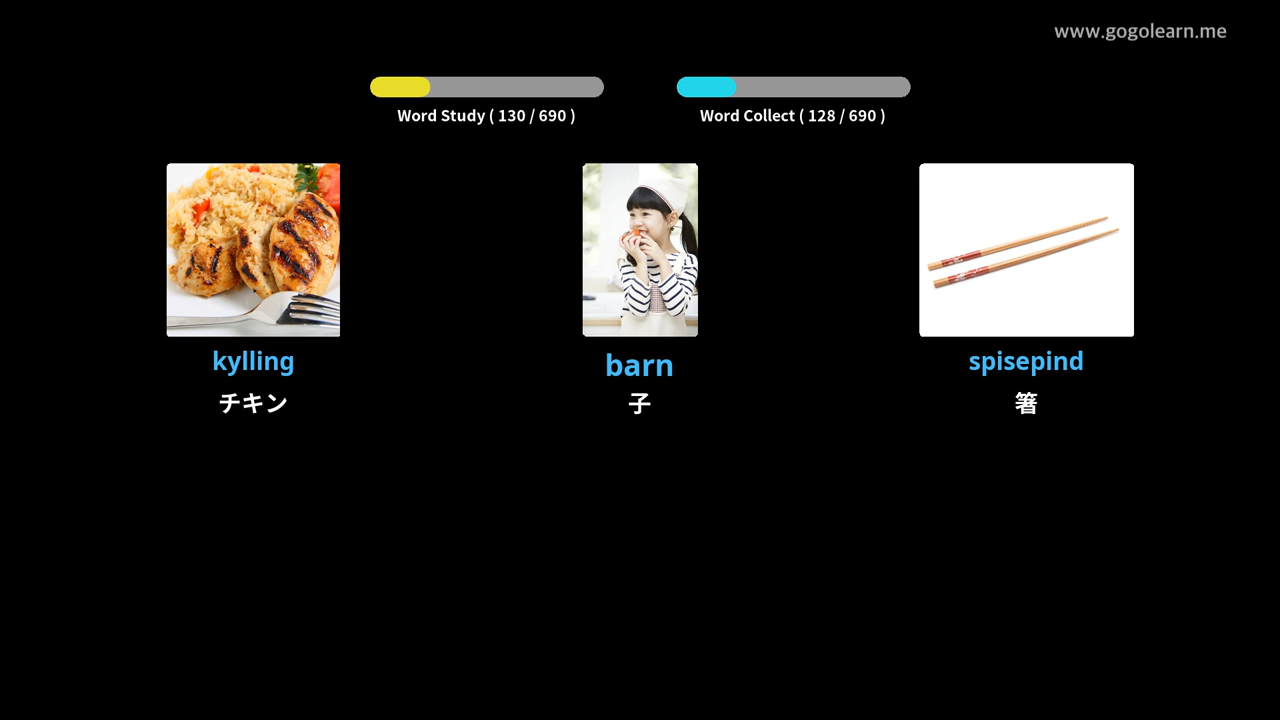 www.gogolearn.me
Word Study ( 130 / 690 )
Word Collect ( 128 / 690 )
kylling
barn
spisepind
チキン
子
箸